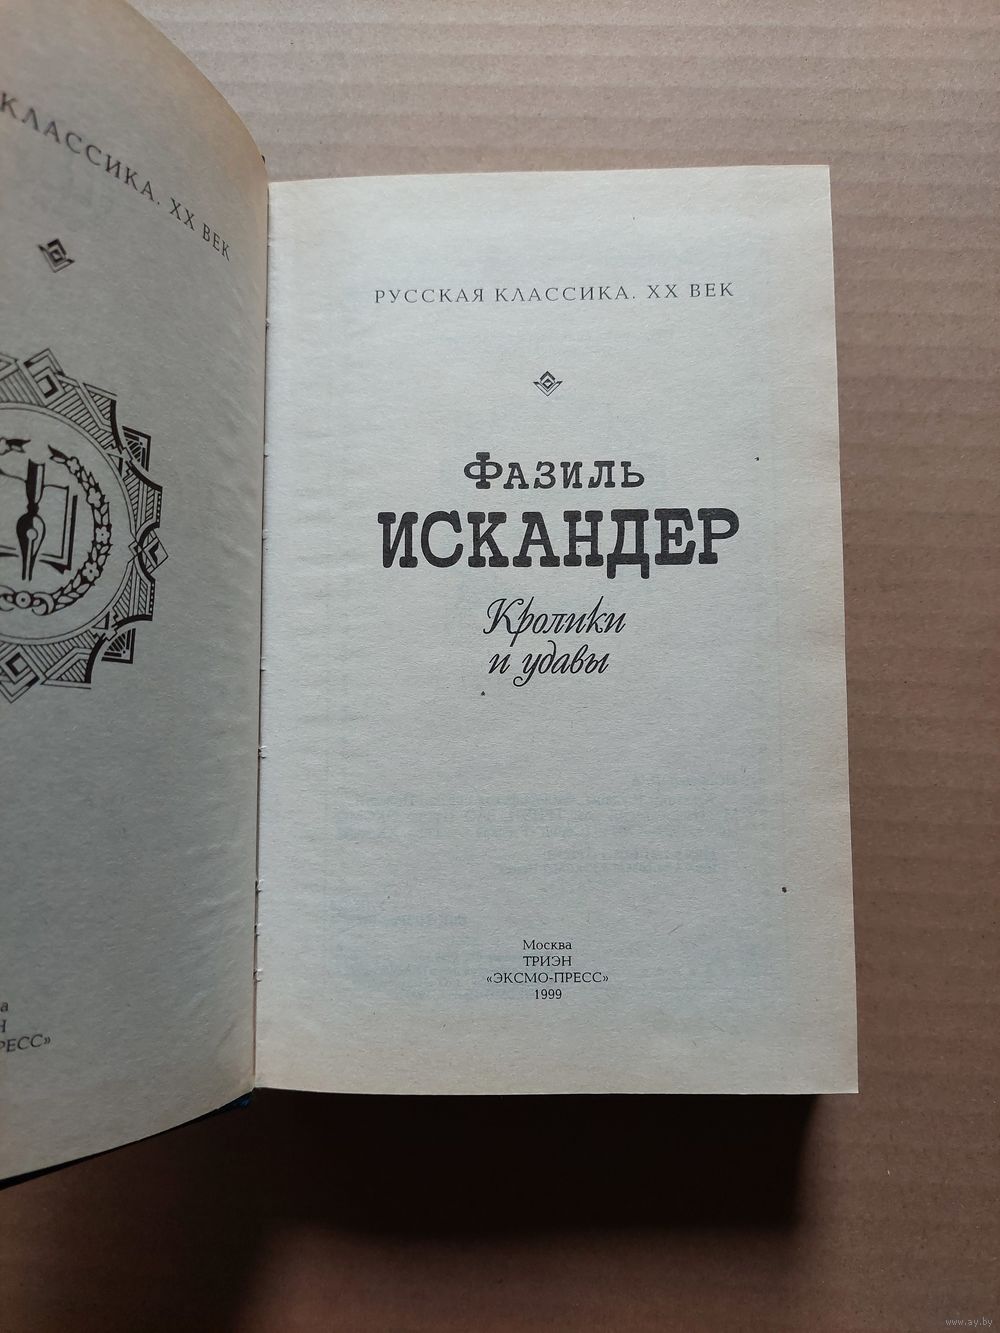 КЛАССИКА. XX ВЕК
РЕСС»
РУССКАЯ КЛАССИКА. XX ВЕК
ФАЗИЛЬ
ИСКАНДЕР
Кролики
и удавы
Москва
ТРИЭН
«ЭКСМО-ПРЕСС»
1999
www.ay.by